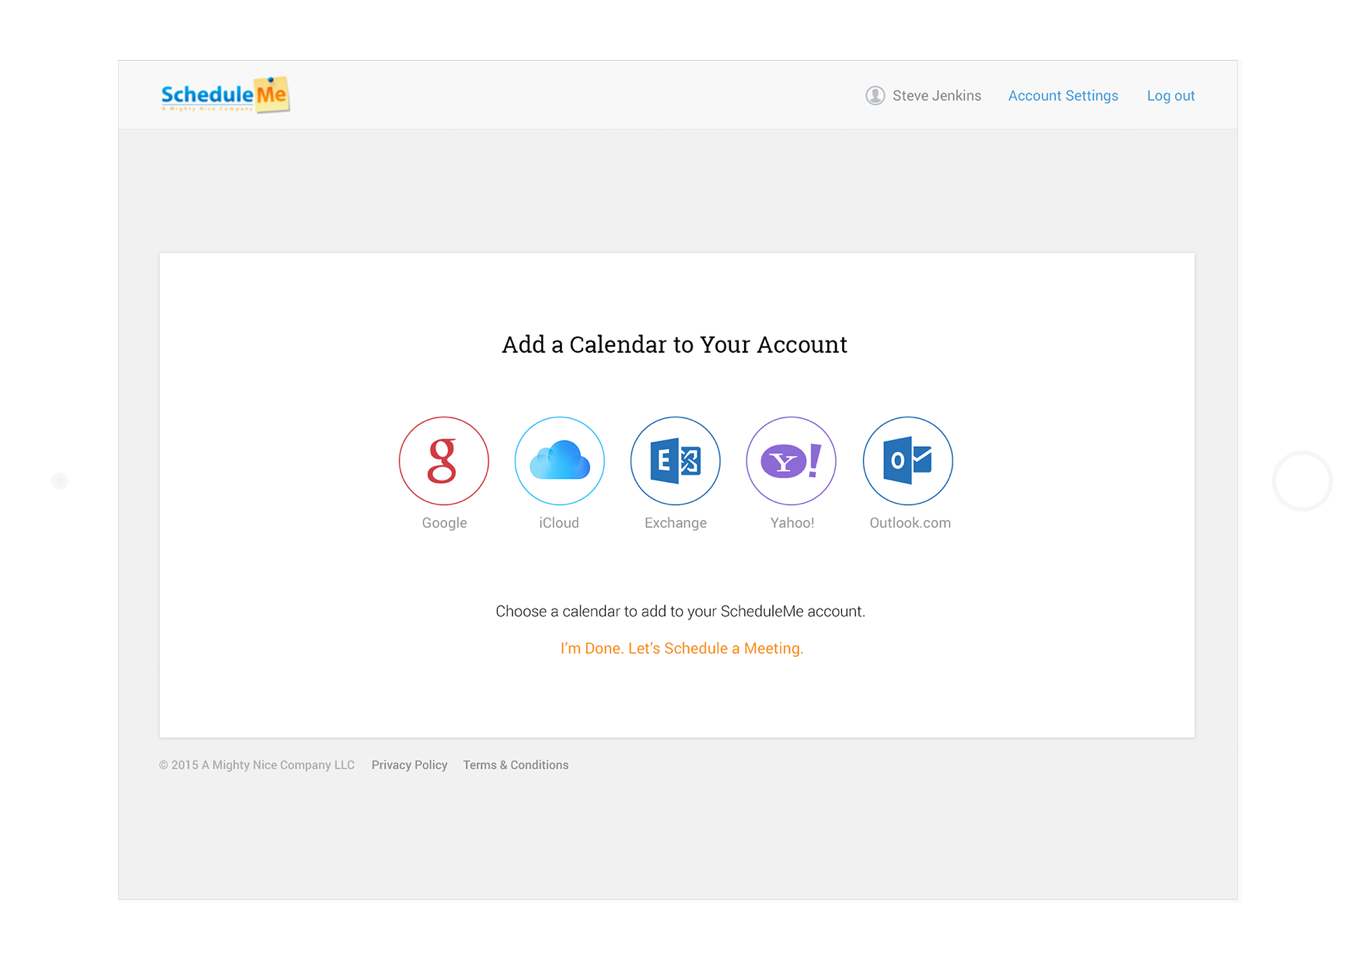 ScheduleMe
A Mighty Nice Company
Steve Jenkins Account Settings Log out
Add a Calendar to Your Account
g E Y! O
Google iCloud Exchange Yahoo! Outlook.com
Choose a calendar to add to your ScheduleMe account.
I'm Done. Let's Schedule a Meeting.
© 2015 A Mighty Nice Company LLC Privacy Policy Terms & Conditions